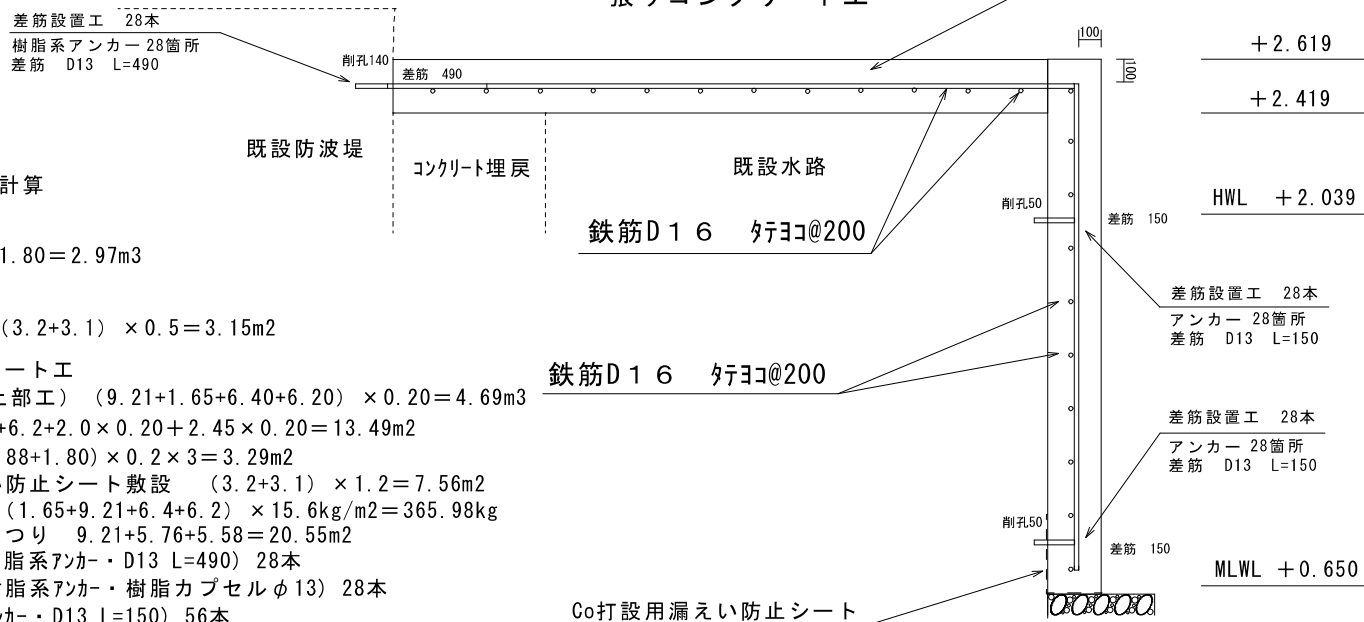 差筋設置工 28本
樹脂系アンカー 28箇所
差筋 D13 L=490
削孔140
差筋 490
100
100
+2.619
+2.419
既設防波堤
コンクリート埋戻
既設水路
計算
鉄筋D16 タテヨコ@200
削孔50
差筋 150
HWL +2.039
1.80=2.97m3
差筋設置工 28本
アンカー 28箇所
差筋 D13 L=150
(3.2+3.1) ×0.5=3.15m2
ート工
鉄筋D16 タテヨコ@200
上部工) (9.21+1.65+6.40+6.20) ×0.20=4.69m3
+6.2+2.0×0.20+2.45×0.20=13.49m2
差筋設置工 28本
アンカー 28箇所
差筋 D13 L=150
88+1.80)×0.2×3=3.29m2
い防止シート敷設 (3.2+3.1) ×1.2=7.56m2
(1.65+9.21+6.4+6.2) ×15.6kg/m2=365.98kg
つり 9.21+5.76+5.58=20.55m2
削孔50
差筋 150
脂系アンカー・D13 L=490) 28本
MLWL +0.650
脂系アンカー・樹脂カプセルφ13) 28本
カー・D13 L=150) 56本
Co打設用漏えい防止シート